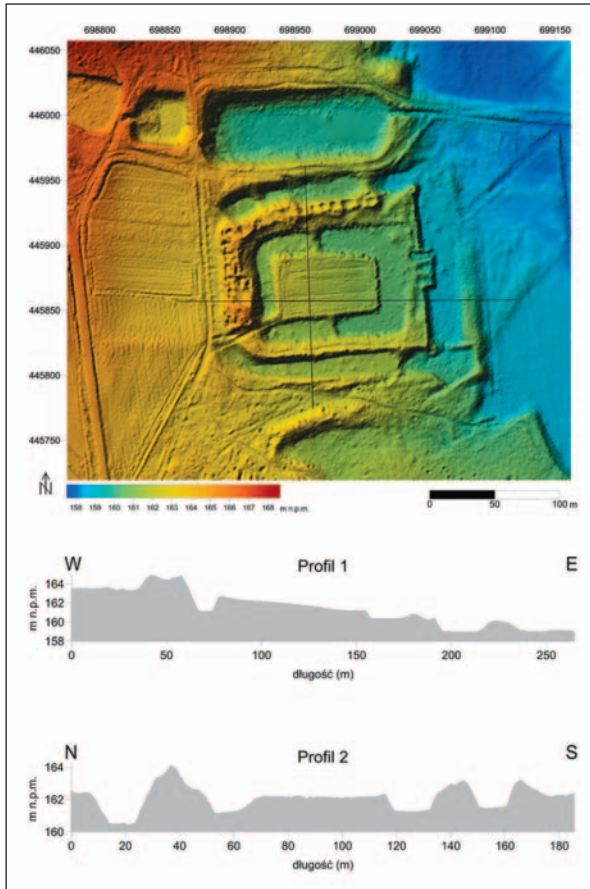 698800 698850 698900 698950 699000 699050 699100 699150
446050
446000
445950
445900
445850
445800
445750
N
158 159 160 161 162 163 164 165 166 167 168 m n.p.m.
0 50 100 m
W Profil 1 E
m n.p.m.
164
162
160
158
0 50 100 150 200 250
długość (m)
N Profil 2 S
m n.p.m.
164
162
160
0 20 40 60 80 100 120 140 160 180
długość (m)